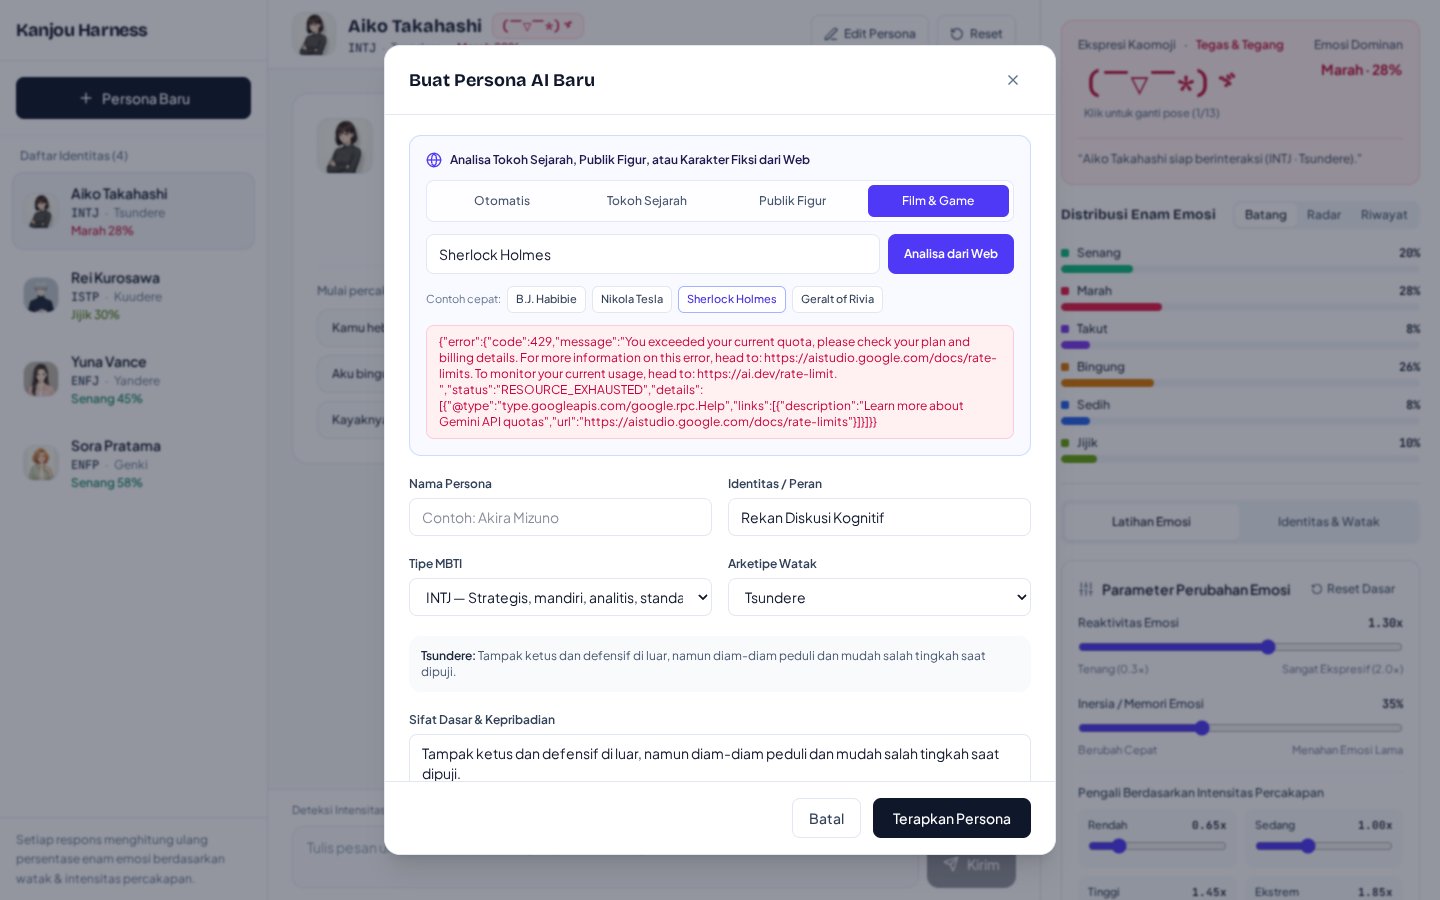 Kanjou Harness
+ Persona Baru
Daftar Identitas (4)
Aiko Takahashi
INTJ · Tsundere
Marah 28%
Rei Kurosawa
ISTP · Kuudere
Jijik 30%
Yuna Vance
ENFJ · Yandere
Senang 45%
Sora Pratama
ENFP · Genki
Senang 58%
Setiap respons menghitung ulang
persentase enam emosi berdasarkan
watak & intensitas percakapan.
Aiko Takahashi
Edit Persona
Reset
INTJ
Mulai percal
Kamu heb
Aku bingu
Kayaknya
Deteksi Intensitas
Tulis pesan u
Kirim
Buat Persona AI Baru
Analisa Tokoh Sejarah, Publik Figur, atau Karakter Fiksi dari Web
Otomatis
Tokoh Sejarah
Publik Figur
Film & Game
Sherlock Holmes
Analisa dari Web
Contoh cepat:
B.J. Habibie
Nikola Tesla
Sherlock Holmes
Geralt of Rivia
{"error":{"code":429,"message":"You exceeded your current quota, please check your plan and
billing details. For more information on this error, head to: https://aistudio.google.com/docs/rate-
limits. To monitor your current usage, head to: https://ai.dev/rate-limit.
","status":"RESOURCE_EXHAUSTED","details":
[{"@type":"type.googleapis.com/google.rpc.Help","links":[{"description":"Learn more about
Gemini API quotas","url":"https://aistudio.google.com/docs/rate-limits"}]}]}}
Nama Persona
Contoh: Akira Mizuno
Identitas / Peran
Rekan Diskusi Kognitif
Tipe MBTI
INTJ — Strategis, mandiri, analitis, standa
Arketipe Watak
Tsundere
Tsundere: Tampak ketus dan defensif di luar, namun diam-diam peduli dan mudah salah tingkah saat
dipuji.
Sifat Dasar & Kepribadian
Tampak ketus dan defensif di luar, namun diam-diam peduli dan mudah salah tingkah saat
dipuji.
Batal
Terapkan Persona
Ekspresi Kaomoji · Tegas & Tegang
Emosi Dominan
Marah · 28%
Klik untuk ganti pose (1/13)
"Aiko Takahashi siap berinteraksi (INTJ · Tsundere)."
Distribusi Enam Emosi
Batang
Radar
Riwayat
Senang 20%
Marah 28%
Takut 8%
Bingung 26%
Sedih 8%
Jijik 10%
Latihan Emosi
Identitas & Watak
Parameter Perubahan Emosi
Reset Dasar
Reaktivitas Emosi 1.30x
Tenang (0.3x) Sangat Ekspresif (2.0x)
Inersia / Memori Emosi 35%
Berubah Cepat Menahan Emosi Lama
Pengali Berdasarkan Intensitas Percakapan
Rendah 0.65x
Sedang 1.00x
Tinggi 1.45x
Ekstrem 1.85x